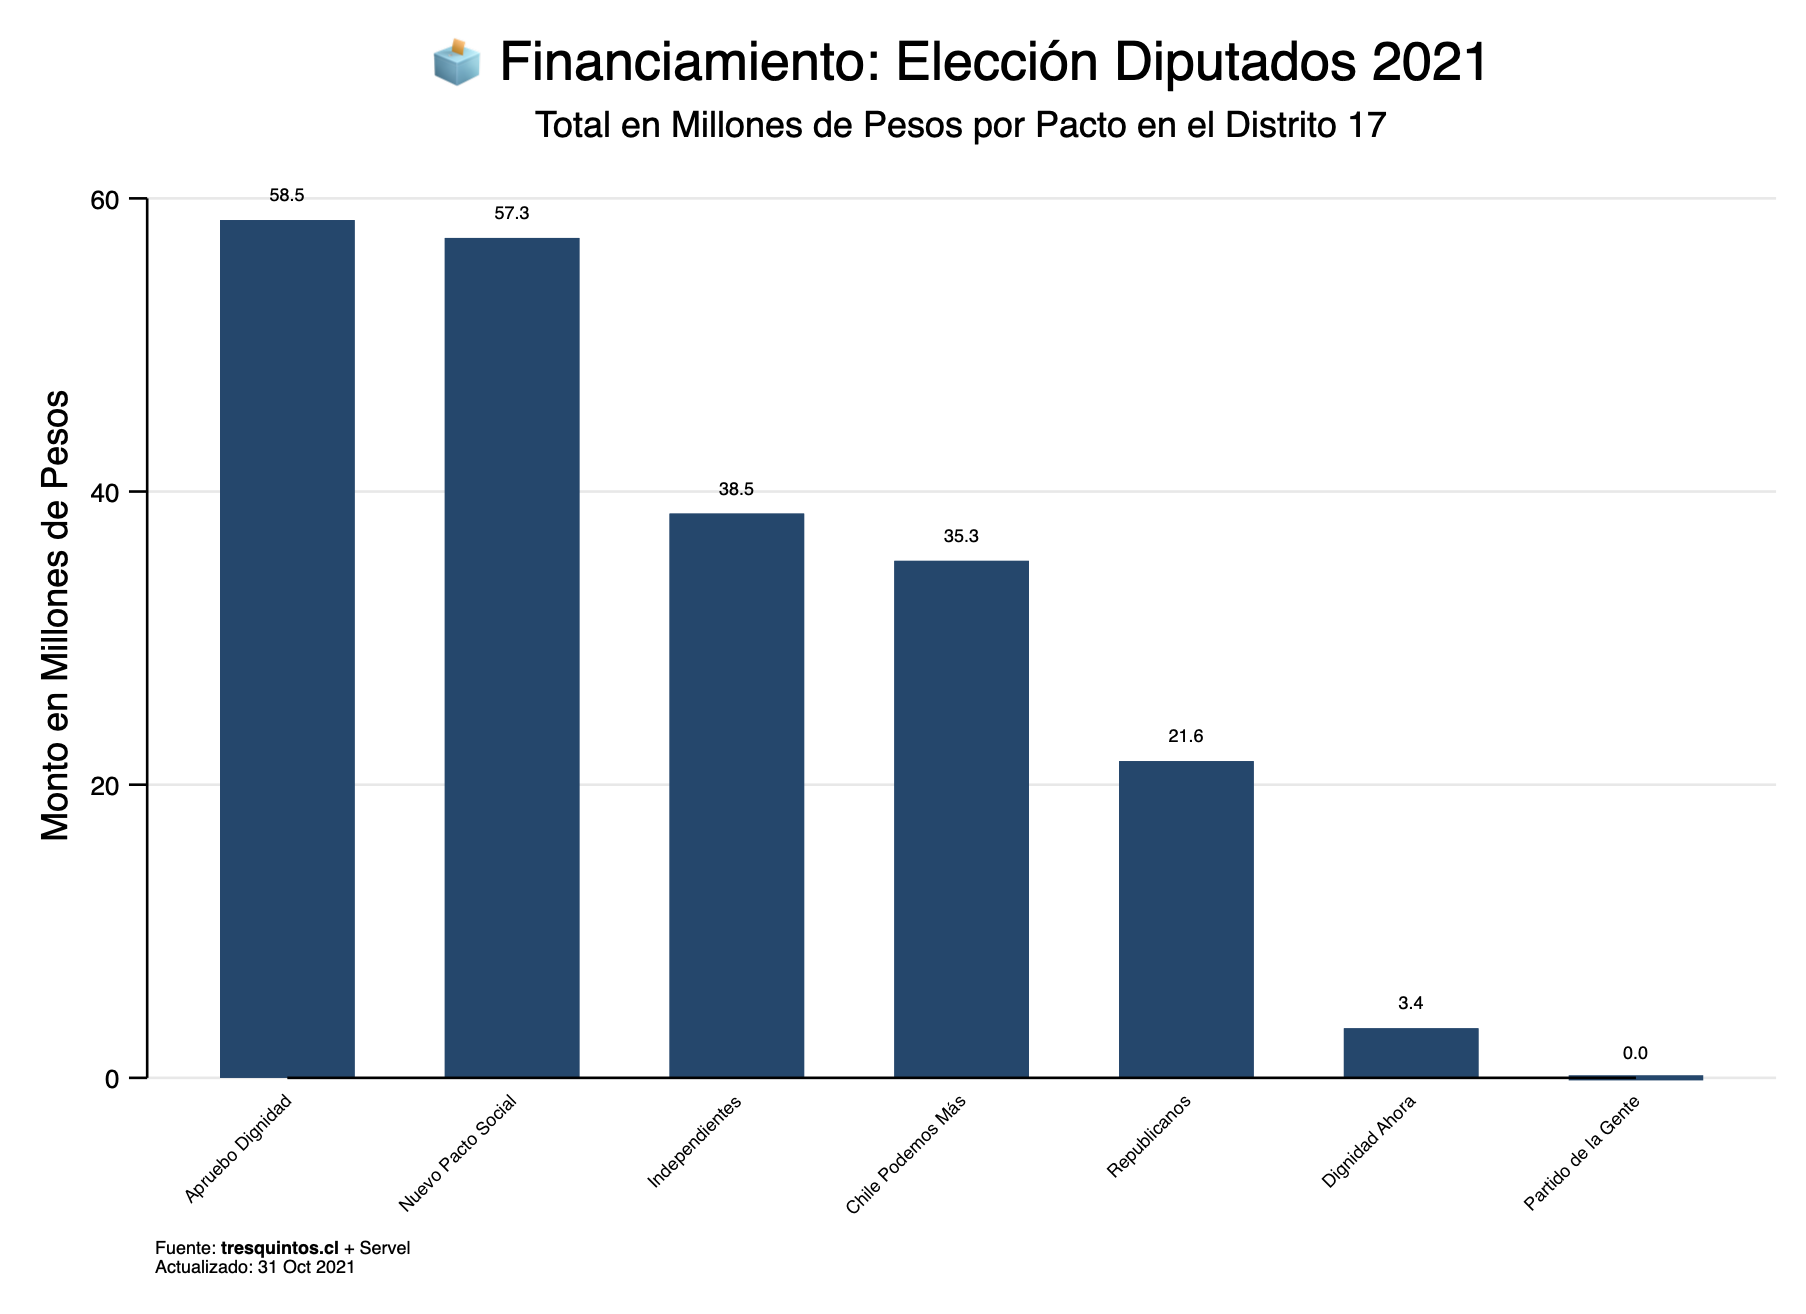 Financiamiento: Elección Diputados 2021
Total en Millones de Pesos por Pacto en el Distrito 17
Monto en Millones de Pesos
60
40
20
0
58.5
57.3
38.5
35.3
21.6
3.4
0.0
Apruebo Dignidad
Nuevo Pacto Social
Independientes
Chile Podemos Más
Republicanos
Dignidad Ahora
Partido de la Gente
Fuente: tresquintos.cl + Servel
Actualizado: 31 Oct 2021